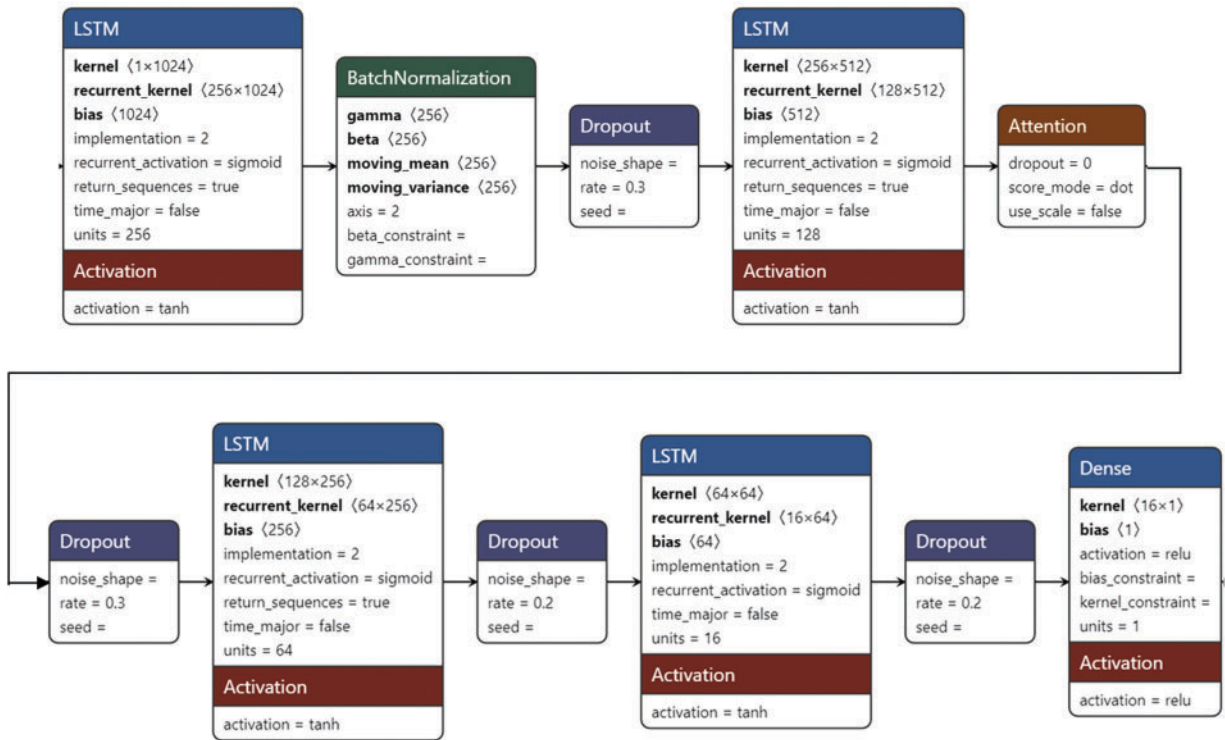 LSTM
kernel 〈1×1024〉
recurrent_kernel 〈256×1024〉
bias 〈1024〉
implementation = 2
recurrent_activation = sigmoid
return_sequences = true
time_major = false
units = 256
Activation
activation = tanh
BatchNormalization
gamma 〈256〉
beta 〈256〉
moving_mean 〈256〉
moving_variance 〈256〉
axis = 2
beta_constraint =
gamma_constraint =
Dropout
noise_shape =
rate = 0.3
seed =
LSTM
kernel 〈256×512〉
recurrent_kernel 〈128×512〉
bias 〈512〉
implementation = 2
recurrent_activation = sigmoid
return_sequences = true
time_major = false
units = 128
Activation
activation = tanh
Attention
dropout = 0
score_mode = dot
use_scale = false
Dropout
noise_shape =
rate = 0.3
seed =
LSTM
kernel 〈128×256〉
recurrent_kernel 〈64×256〉
bias 〈256〉
implementation = 2
recurrent_activation = sigmoid
return_sequences = true
time_major = false
units = 64
Activation
activation = tanh
Dropout
noise_shape =
rate = 0.2
seed =
LSTM
kernel 〈64×64〉
recurrent_kernel 〈16×64〉
bias 〈64〉
implementation = 2
recurrent_activation = sigmoid
time_major = false
units = 16
Activation
activation = tanh
Dropout
noise_shape =
rate = 0.2
seed =
Dense
kernel 〈16×1〉
bias 〈1〉
activation = relu
bias_constraint =
kernel_constraint =
units = 1
Activation
activation = relu